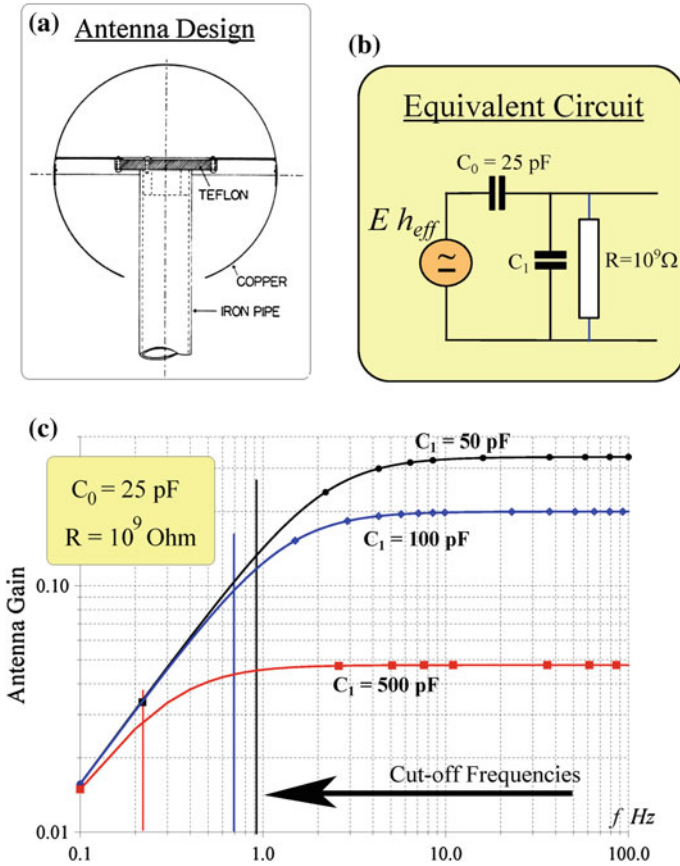 (a)
Antenna Design
TEFLON
COPPER
IRON PIPE
(b)
Equivalent Circuit
C₀ = 25 pF
E h_eff
C₁
R=10⁹Ω
(c)
C₀ = 25 pF
R = 10⁹ Ohm
C₁ = 50 pF
C₁ = 100 pF
C₁ = 500 pF
Cut-off Frequencies
Antenna Gain
0.10
0.01
0.1
1.0
10.0
100.0
f Hz